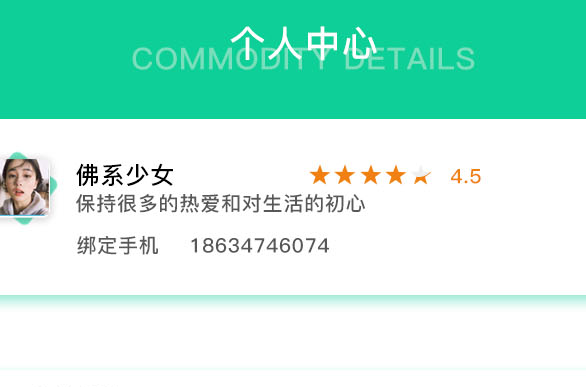 个人中心
COMMODITY DETAILS
佛系少女 4.5
保持很多的热爱和对生活的初心
绑定手机 18634746074